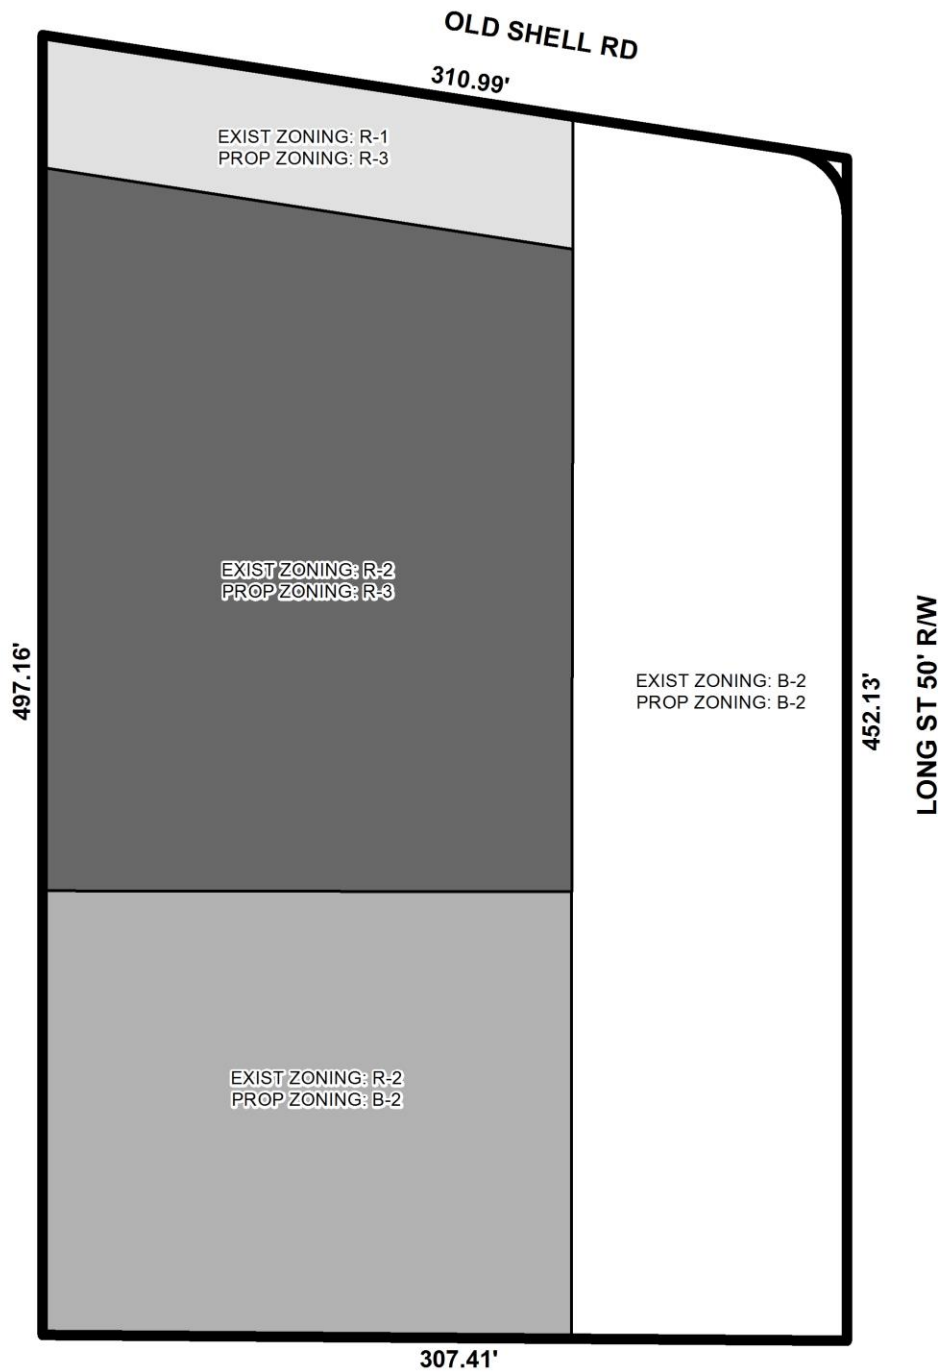 OLD SHELL RD
310.99'
EXIST ZONING: R-1
PROP ZONING: R-3
EXIST ZONING: R-2
PROP ZONING: R-3
497.16'
EXIST ZONING: B-2
PROP ZONING: B-2
452.13'
LONG ST 50' R/W
EXIST ZONING: R-2
PROP ZONING: B-2
307.41'